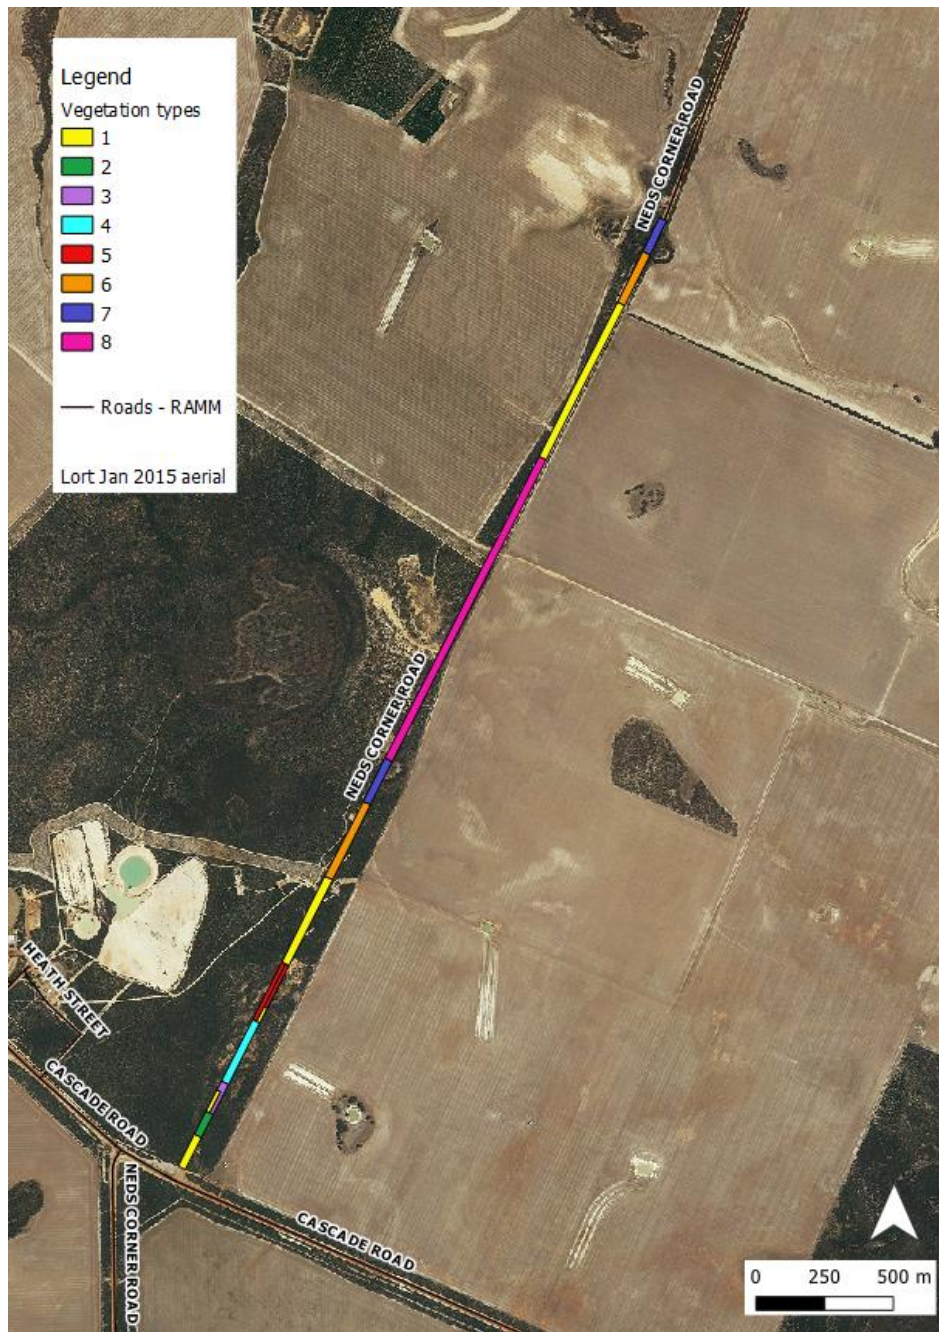 Legend
Vegetation types
1
2
3
4
5
6
7
8
Roads - RAMM
Lort Jan 2015 aerial
NEDS CORNER ROAD
NEDS CORNER ROAD
HEATH STREET
CASCADE ROAD
NEDS CORNER ROAD
CASCADE ROAD
0 250 500 m